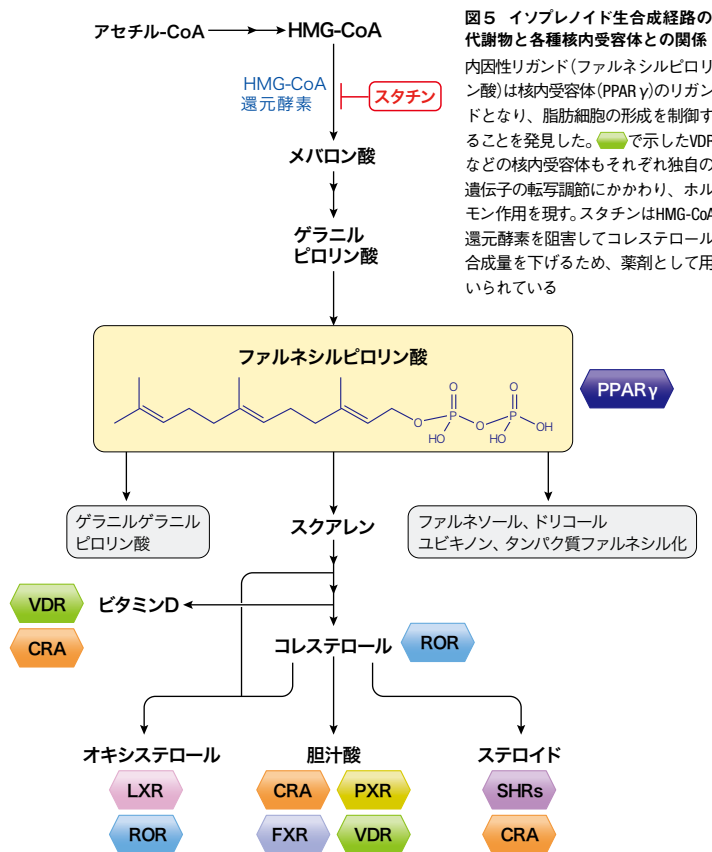 アセチル-CoA
HMG-CoA
図5 イソプレノイド生合成経路の
代謝物と各種核内受容体との関係
内因性リガンド(ファルネシルピロリ
ン酸)は核内受容体(PPARγ)のリガン
ドとなり、脂肪細胞の形成を制御す
ることを発見した。で示したVDR
などの核内受容体もそれぞれ独自の
遺伝子の転写調節にかかわり、ホル
モン作用を現す。スタチンはHMG-CoA
還元酵素を阻害してコレステロール
合成量を下げるため、薬剤として用
いられている
HMG-CoA
還元酵素
スタチン
メバロン酸
ゲラニル
ピロリン酸
ファルネシルピロリン酸
O O
O P O P OH
HO HO
PPARγ
ゲラニルゲラニル
ピロリン酸
スクアレン
ファルネソール、ドリコール
ユビキノン、タンパク質ファルネシル化
VDR
ビタミンD
CRA
コレステロール
ROR
オキシステロール
胆汁酸
ステロイド
LXR
CRA
PXR
SHRs
ROR
FXR
VDR
CRA